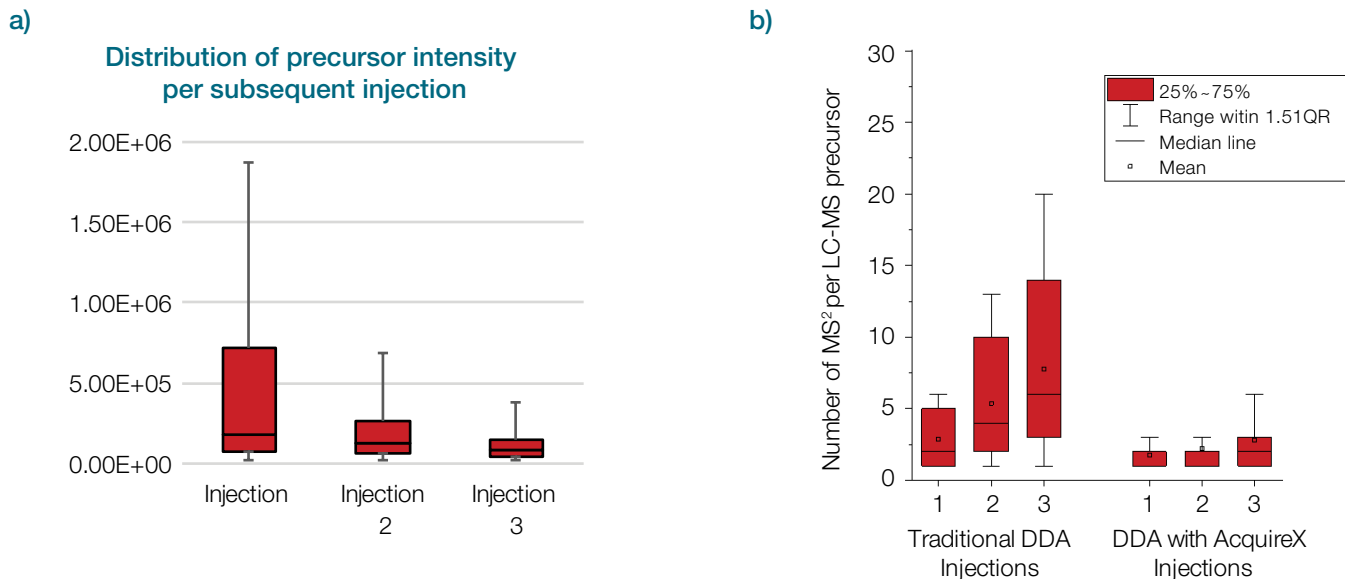 a)
Distribution of precursor intensity
per subsequent injection
2.00E+06
1.50E+06
1.00E+06
5.00E+05
0.00E+00
Injection
Injection
2
Injection
3
b)
Number of MS² per LC-MS precursor
30
25
20
15
10
5
0
25%~75%
Range witin 1.51QR
Median line
Mean
1 2 3 1 2 3
Traditional DDA
Injections
DDA with AcquireX
Injections